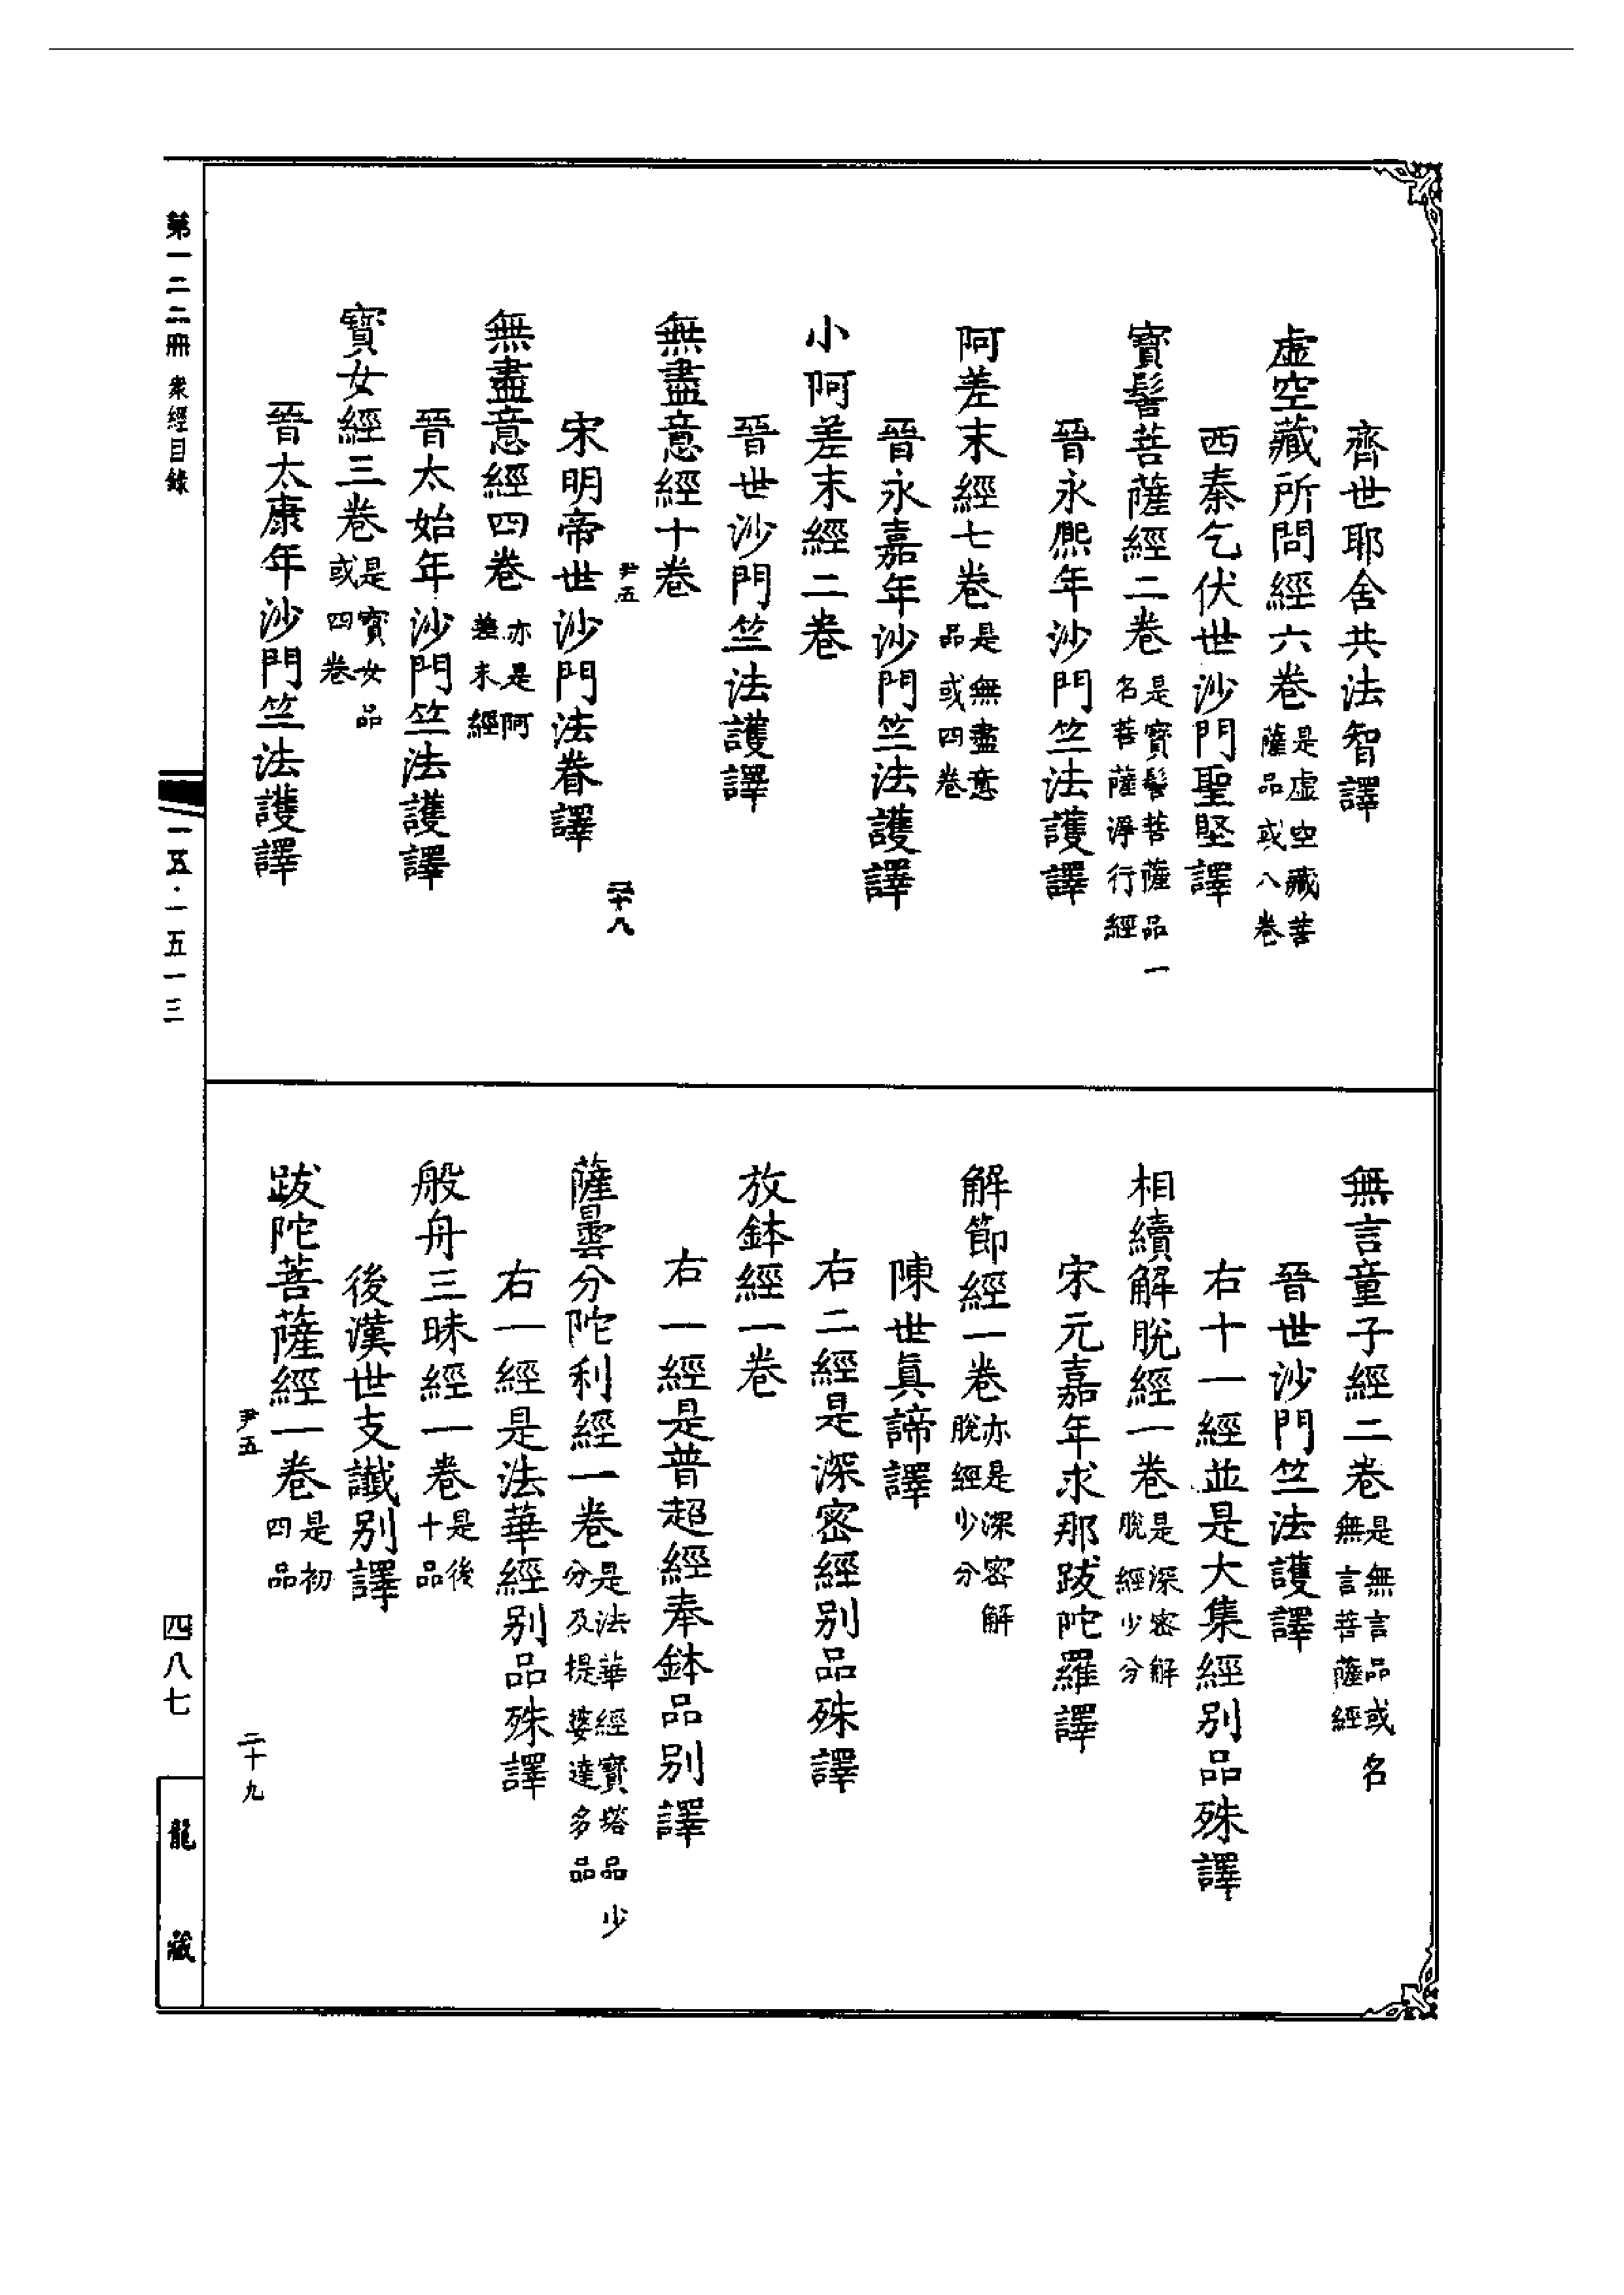 齊世耶舍共法智譯
虛空藏所問經六卷是虛空藏菩薩品或八卷
西秦乞伏世沙門聖堅譯
寶髻菩薩經二卷是寶髻菩薩品一名菩薩淨行經
晉永熙年沙門竺法護譯
阿差末經七卷是無盡意品或四卷
晉永嘉年沙門竺法護譯
小阿差末經二卷
晉世沙門竺法護譯
無盡意經十卷
尹五 二十八
宋明帝世沙門法眷譯
無盡意經四卷亦是阿差末經
晉太始年沙門竺法護譯
寶女經三卷是寶女品或四卷
晉太康年沙門竺法護譯
無言童子經二卷是無言品或名無言菩薩經
晉世沙門竺法護譯
右十一經並是大集經別品殊譯
相續解脫經一卷是深密解脫經少分
宋元嘉年求那跋陀羅譯
解節經一卷亦是深密解脫經少分
陳世真諦譯
右二經是深密經別品殊譯
放鉢經一卷
右一經是普超經奉鉢品別譯
薩曇分陀利經一卷是法華經寶塔品少分及提婆達多品
右一經是法華經別品殊譯
般舟三昧經一卷是後十品
後漢世支讖別譯
跋陀菩薩經一卷是初四品
尹五 二十九
第一二二冊 衆經目錄
一一五·一五一三
四八七
龍藏